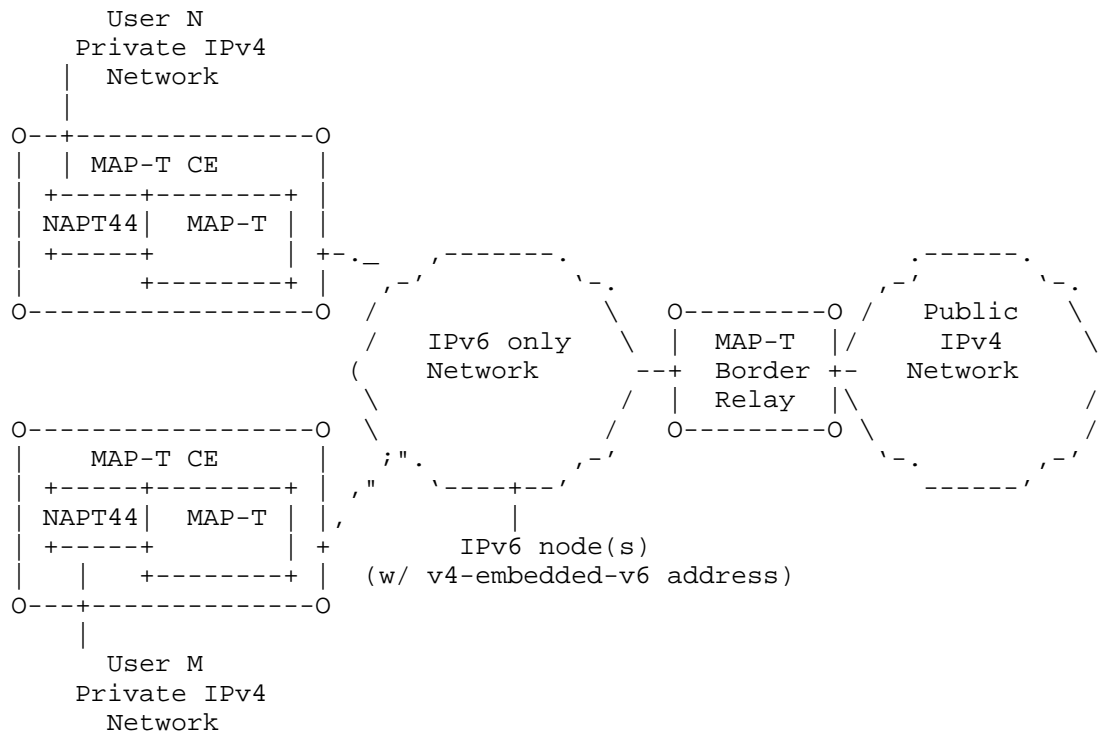 User N
Private IPv4
Network
MAP-T CE
NAPT44 MAP-T
Public
IPv6 only MAP-T IPv4
Network Border Network
Relay
MAP-T CE
NAPT44 MAP-T
IPv6 node(s)
(w/ v4-embedded-v6 address)
User M
Private IPv4
Network